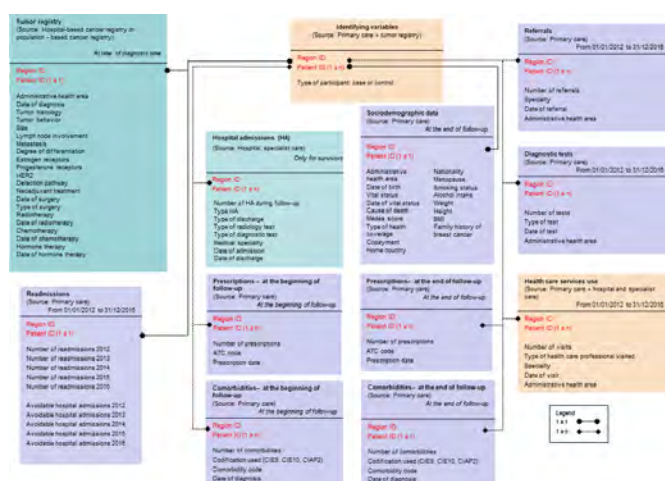 Tumor registry
(Source: Hospital-based cancer registry or
population - based cancer registry)
At time of diagnosis time
Region ID
Patient ID (1 a 1)
Administrative health area
Date of diagnosis
Tumor histology
Tumor behavior
Size
Lymph node involvement
Metastasis
Degree of differentiation
Estrogen receptors
Progesterone receptors
HER2
Detection pathway
Neoadjuvant treatment
Date of surgery
Type of surgery
Radiotherapy
Date of radiotherapy
Chemotherapy
Date of chemotherapy
Hormone therapy
Date of hormone therapy
Identifying variables
(Source: Primary care + tumor registry)
Region ID
Patient ID (1 a n)
Type of participant: case or control
Referrals
(Source: Primary care)
From 01/01/2012 to 31/12/2016
Region ID
Patient ID (1 a n)
Number of referrals
Specialty
Date of referral
Administrative health area
Hospital admissions (HA)
(Source: Hospital, specialist care)
Only for survivors
Region ID
Patient ID (1 a n)
Number of HA during follow-up
Type HA
Type of discharge
Type of radiology test
Type of diagnostic test
Medical specialty
Date of admission
Date of discharge
Sociodemographic data
(Source: Primary care)
At the end of follow-up
Region ID
Patient ID (1 a 1)
Administrative
health area
Date of birth
Vital status
Date of vital status
Cause of death
Medea score
Type of health
coverage
Copayment
Home country
Nationality
Menopause
Smoking status
Alcohol intake
Weight
Height
BMI
Family history of
breast cancer
Diagnostic tests
(Source: Primary care)
From 01/01/2012 to 31/12/2016
Region ID
Patient ID (1 a n)
Number of tests
Type of test
Date of test
Administrative health area
Readmissions
(Source: Primary care)
From 01/01/2012 to 31/12/2016
Region ID
Patient ID (1 a 1)
Number of readmissions 2012
Number of readmissions 2013
Number of readmissions 2014
Number of readmissions 2015
Number of readmissions 2016
Avoidable hospital admissions 2012
Avoidable hospital admissions 2013
Avoidable hospital admissions 2014
Avoidable hospital admissions 2015
Avoidable hospital admissions 2016
Prescriptions– at the beginning of
follow-up
(Source: Primary care)
At the beginning of follow-up
Region ID
Patient ID (1 a n)
Number of prescriptions
ATC code
Prescription date
Prescriptions– at the end of follow-up
(Source: Primary care)
At the end of follow-up
Region ID
Patient ID (1 a n)
Number of prescriptions
ATC code
Prescription date
Health care services use
(Source: Primary care + hospital and specialist
care)
From 01/01/2012 to 31/12/2016
Region ID
Patient ID (1 a n)
Number of visits
Type of health care professional visited
Specialty
Date of visit
Administrative health area
Comorbidities– at the beginning of
follow-up
(Source: Primary care)
At the beginning of follow-up
Region ID
Patient ID (1 a n)
Number of comorbidities
Codification used (CIE9, CIE10, CIAP2)
Comorbidity code
Date of diagnosis
Comorbidities– at the end of follow-up
(Source: Primary care)
At the end of follow-up
Region ID
Patient ID (1 a n)
Number of comorbidities
Codification used (CIE9, CIE10, CIAP2)
Comorbidity code
Date of diagnosis
Legend
1 a 1
1 a n